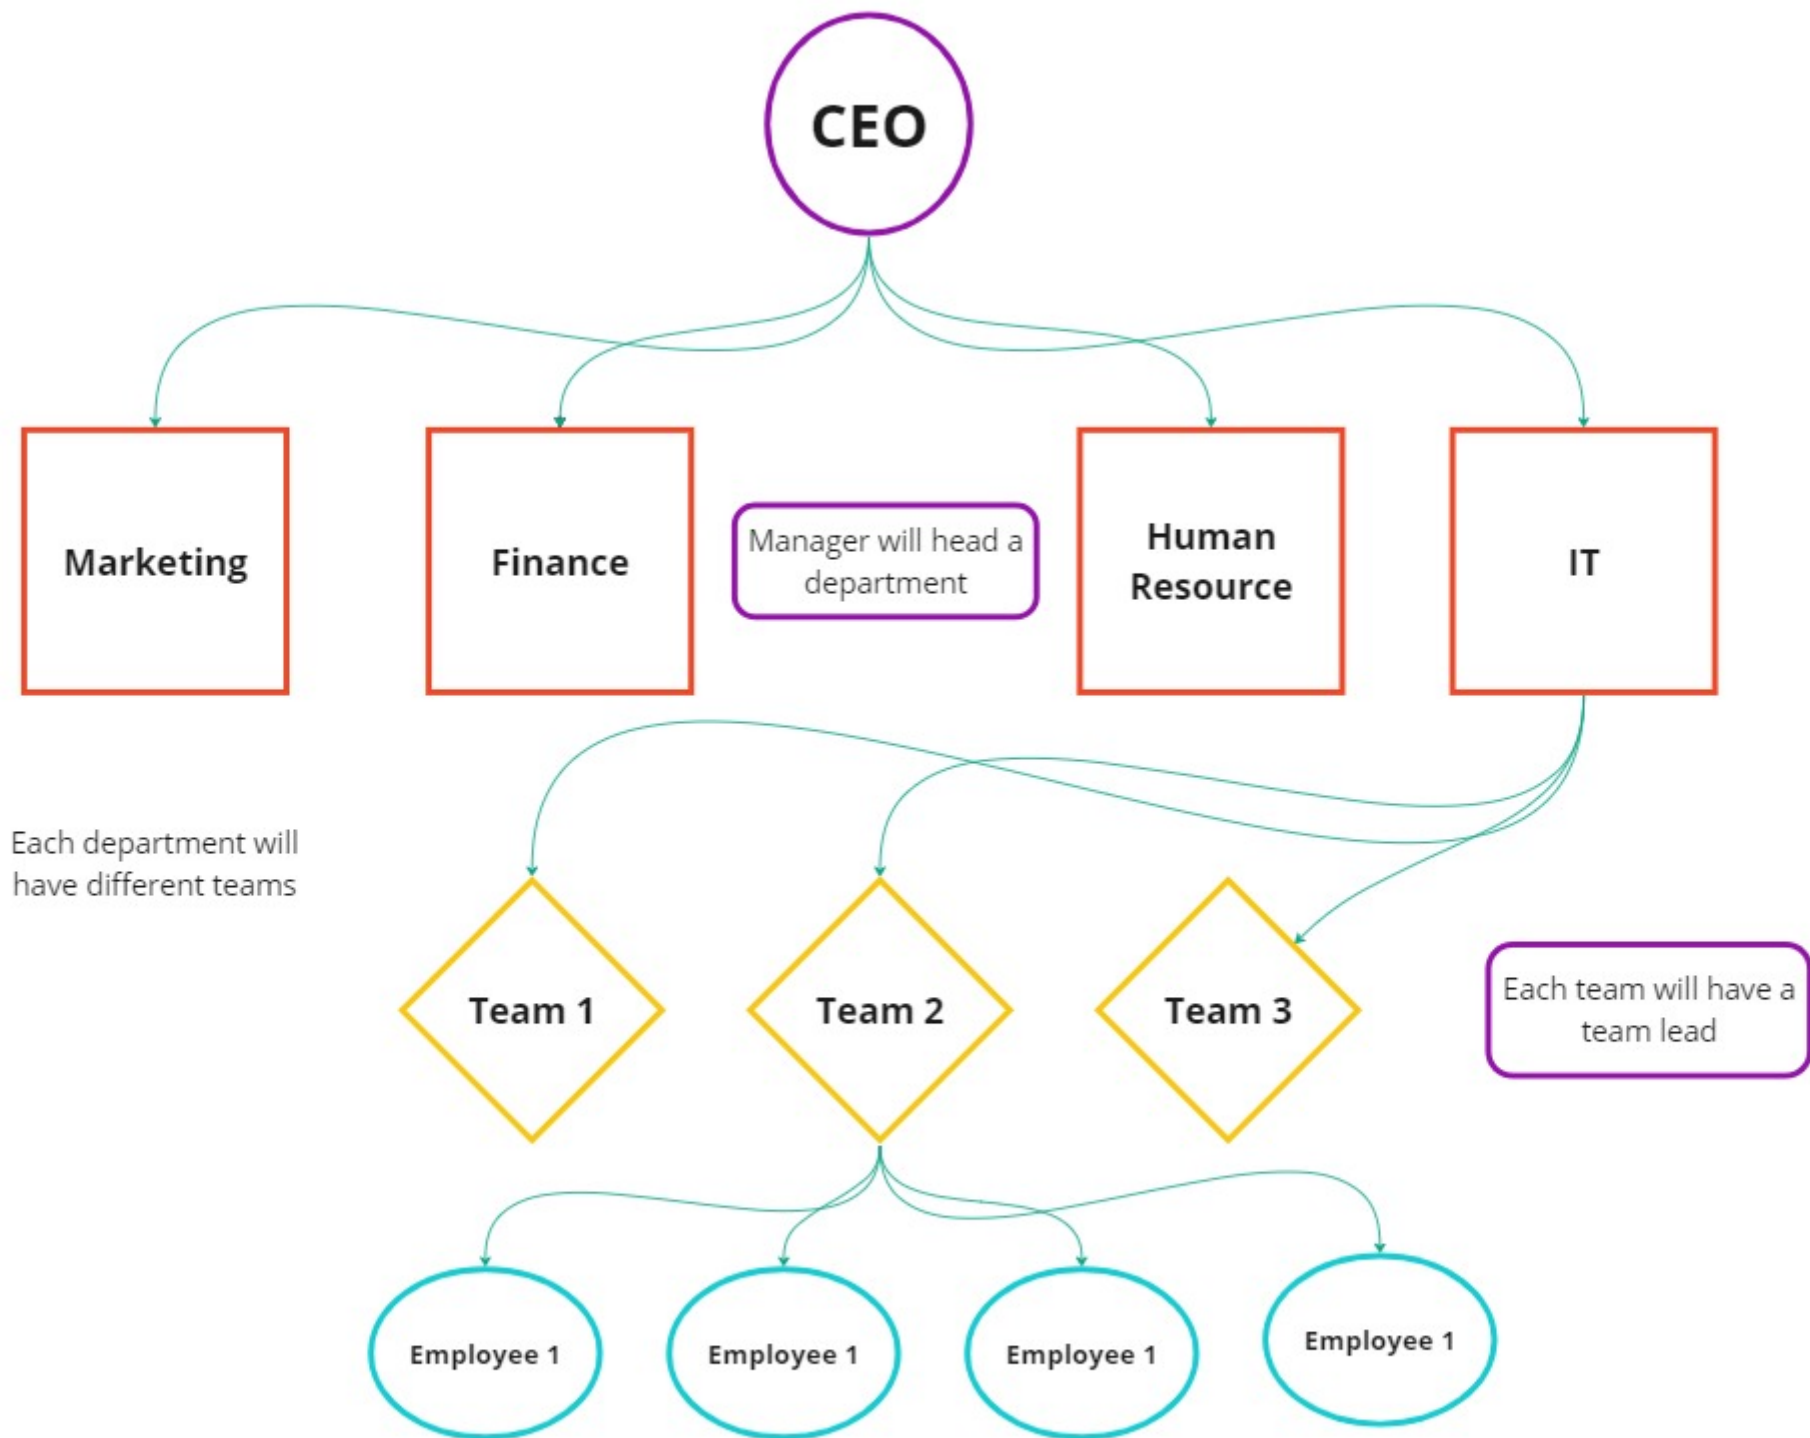 CEO
Marketing
Finance
Manager will head a
department
Human
Resource
IT
Each department will
have different teams
Team 1
Team 2
Team 3
Each team will have a
team lead
Employee 1
Employee 1
Employee 1
Employee 1